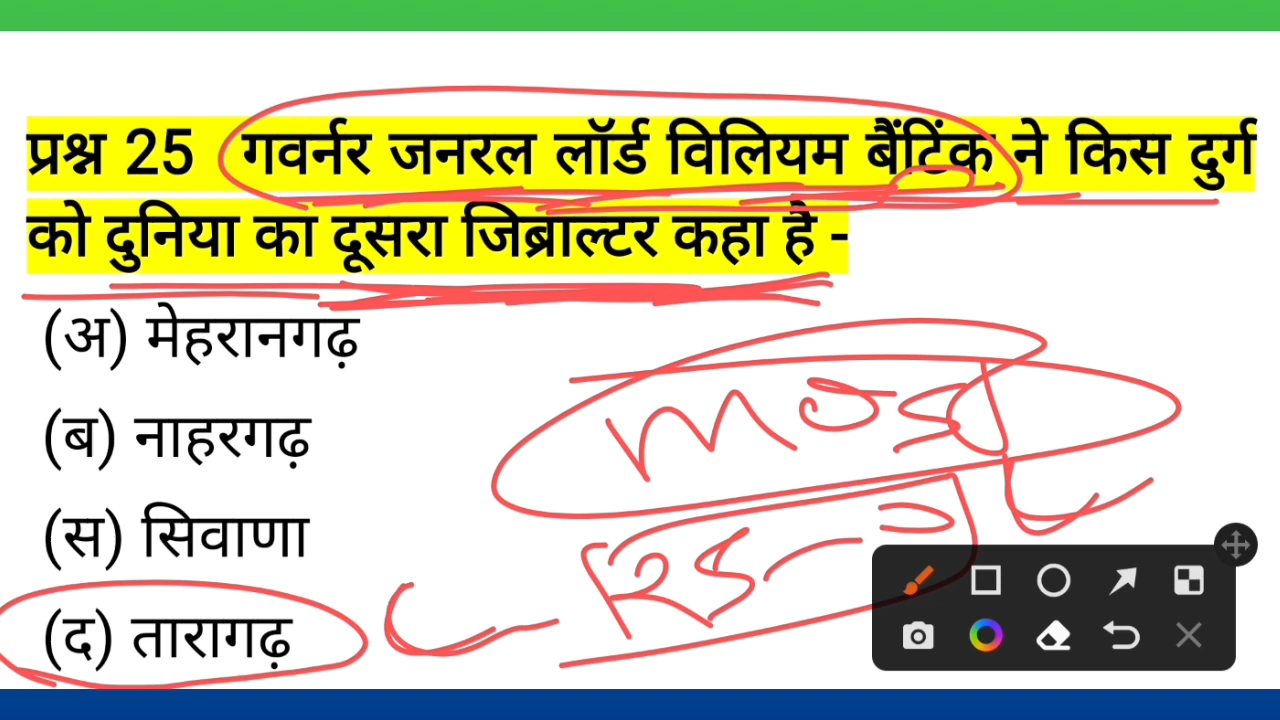 प्रश्न 25 गवर्नर जनरल लॉर्ड विलियम बैंटिंक ने किस दुर्ग
को दुनिया का दूसरा जिब्राल्टर कहा है -
(अ) मेहरानगढ़
(ब) नाहरगढ़
(स) सिवाणा
(द) तारागढ़